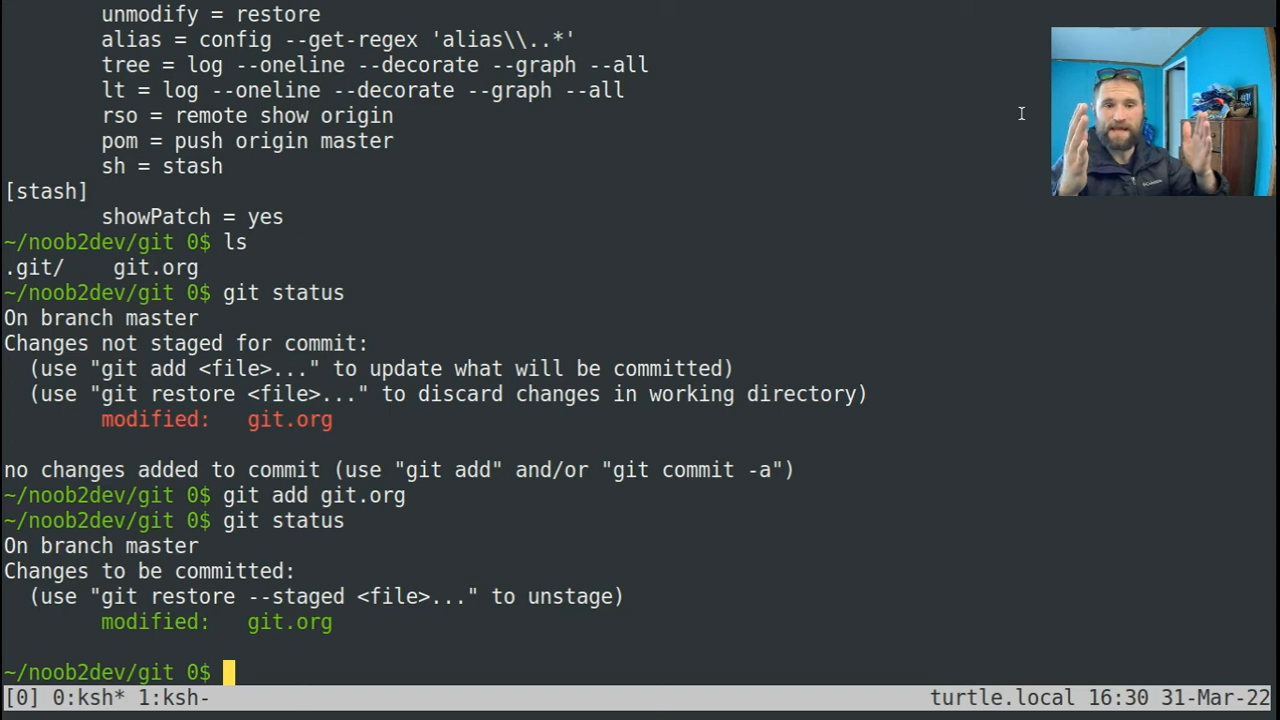 unmodify = restore
alias = config --get-regex 'alias\\..*'
tree = log --oneline --decorate --graph --all
lt = log --oneline --decorate --graph --all
rso = remote show origin
pom = push origin master
sh = stash
[stash]
showPatch = yes
~/noob2dev/git 0$ ls
.git/    git.org
~/noob2dev/git 0$ git status
On branch master
Changes not staged for commit:
(use "git add <file>..." to update what will be committed)
(use "git restore <file>..." to discard changes in working directory)
modified:   git.org
no changes added to commit (use "git add" and/or "git commit -a")
~/noob2dev/git 0$ git add git.org
~/noob2dev/git 0$ git status
On branch master
Changes to be committed:
(use "git restore --staged <file>..." to unstage)
modified:   git.org
~/noob2dev/git 0$
[0] 0:ksh* 1:ksh-    turtle.local 16:30 31-Mar-22